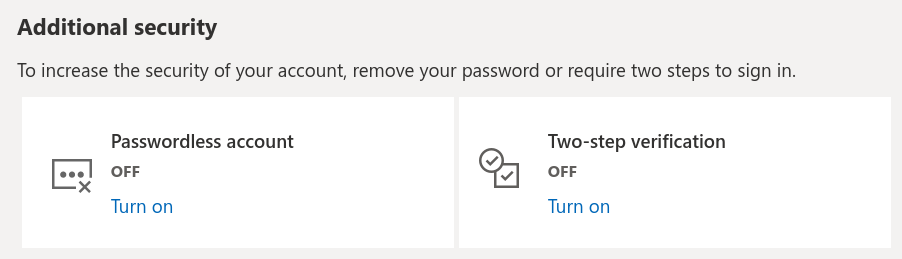 Additional security
To increase the security of your account, remove your password or require two steps to sign in.
Passwordless account
OFF
Turn on
Two-step verification
OFF
Turn on